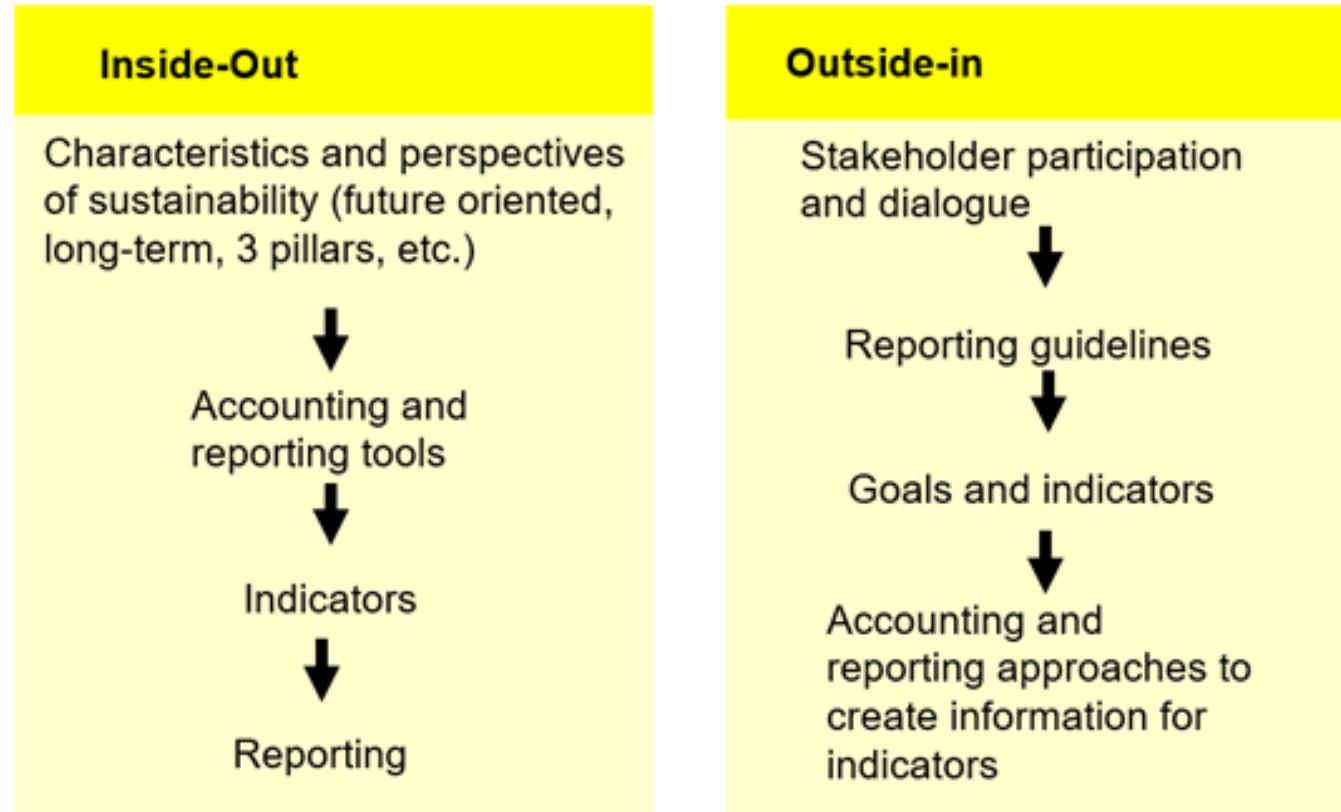 Inside-Out
Characteristics and perspectives
of sustainability (future oriented,
long-term, 3 pillars, etc.)
Accounting and
reporting tools
Indicators
Reporting
Outside-in
Stakeholder participation
and dialogue
Reporting guidelines
Goals and indicators
Accounting and
reporting approaches to
create information for
indicators